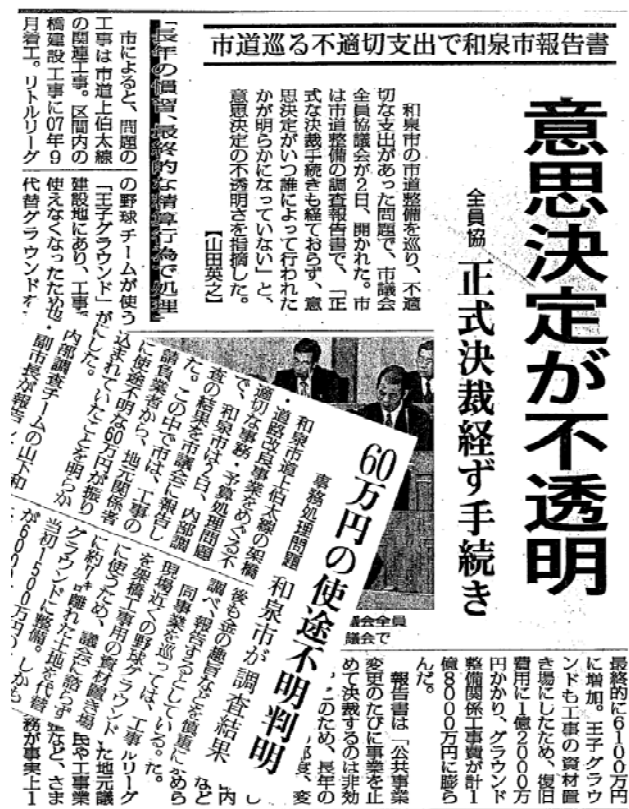 市道巡る不適切支出で和泉市報告書
意思決定が不透明
全員協
正式決裁経ず手続き
和泉市の市道整備を巡り、不適
切な支出があった問題で、市議会
全員協議会が2日、開かれた。市
は市道整備の調査報告書で、「正
式な決裁手続きも経ておらず、意
思決定がいつ誰によって行われた
かが明らかになっていない」と、
意思決定の不透明さを指摘した。
【山田英之】
「長年の慣習、最終的な精算行為で処理
市によると、問題の
工事は市道上伯太線
の関連工事。区間内の
橋建設工事に07年9
月着工。リトルリーグ
の野球チームが使う
「王子グラウンド」が
建設地にあり、工事で
使えなくなったため
代替グラウンドを
議会全員
議会で
最終的に6100万円
に増加。王子グラウ
ンドも工事の資材置
き場にしたため、復旧
費用に1億2000万
円かかり、グラウンド
整備関係工事費が計1
億8000万円に膨ら
んだ。
報告書は「公共事業
変更のたびに事業を止
めて決裁するのは非効
このため、長年の
60万円の使途不明判明
事務処理問題
和泉市が調査結果
和泉市道上伯太線の架橋
・道路改良事業をめぐる不
適切な事務・予算処理問題
で、和泉市は2日、内部調
査の結果を市議会に報告し
た。この中で市は、工事の
請負業者から、地元関係者
に使途不明な60万円が振り
込まれていたことを明らか
にした。
内部調査チームの山下和
也・副市長が報告
後も金の趣旨などを慎重に
調べ、報告するとしている。
同事業を巡っては、工事
現場近くの野球グラウンド
を架橋工事用の資材置き場
に使うため、議会に諮らず
離れた土地を代替
グラウンドに整備。
当初1500万円
が6000万円